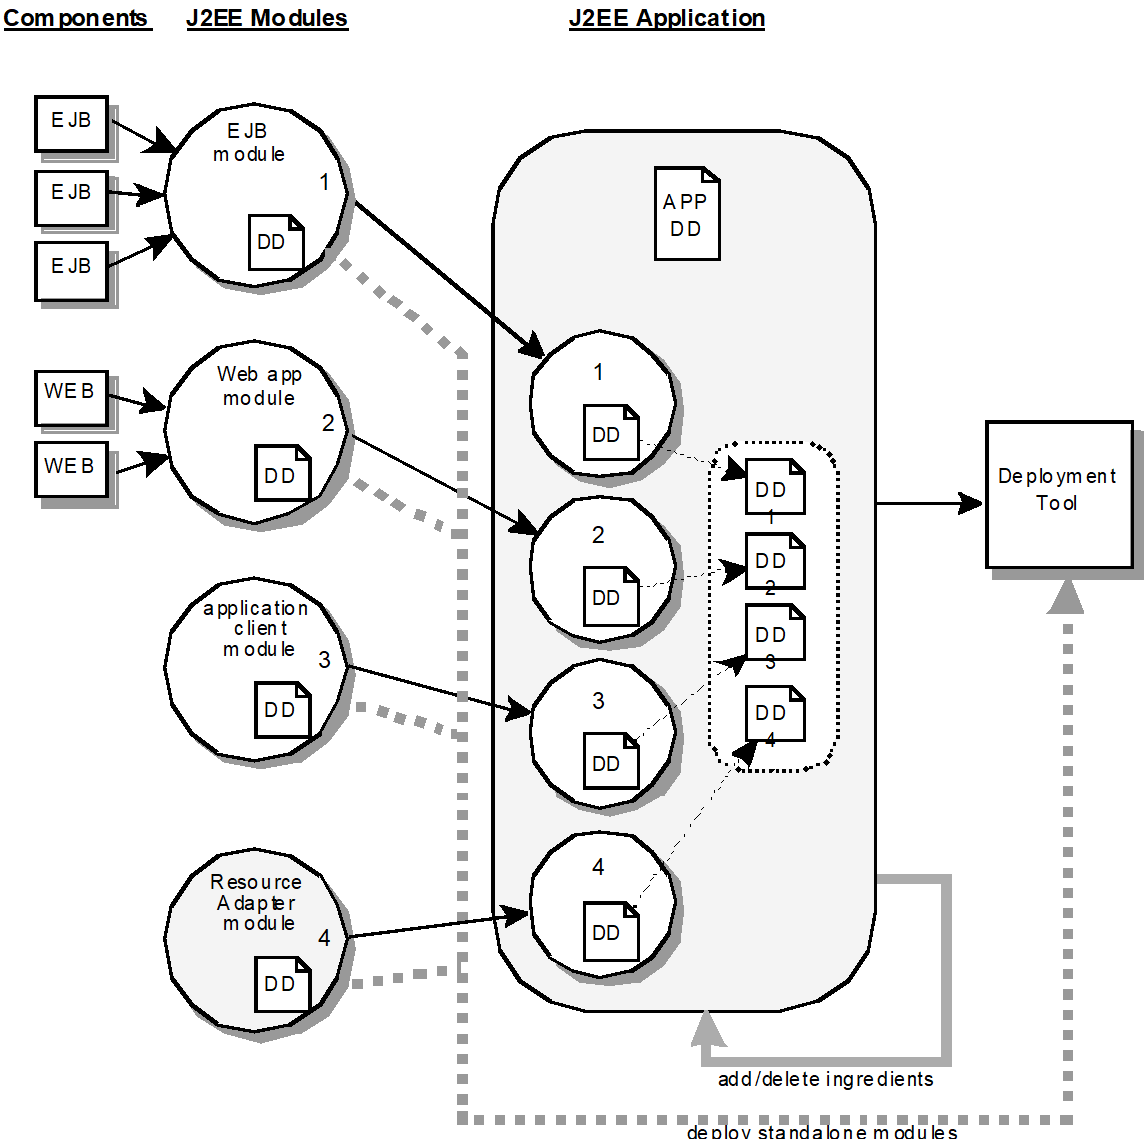 Components J2EE Modules J2EE Application
EJB
EJB
EJB
EJB
module
1
DD
WEB
WEB
Web app
module
2
DD
application
client
module
3
DD
Resource
Adapter
module
4
DD
APP
DD
1
DD
2
DD
3
DD
4
DD
DD
1
DD
2
DD
3
DD
4
Deployment
Tool
add/delete ingredients
deploy standalone modules